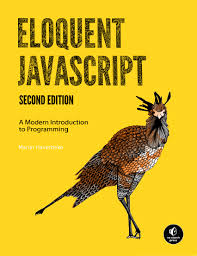 ELOQUENT
JAVASCRIPT
SECOND EDITION
A Modern Introduction
to Programming